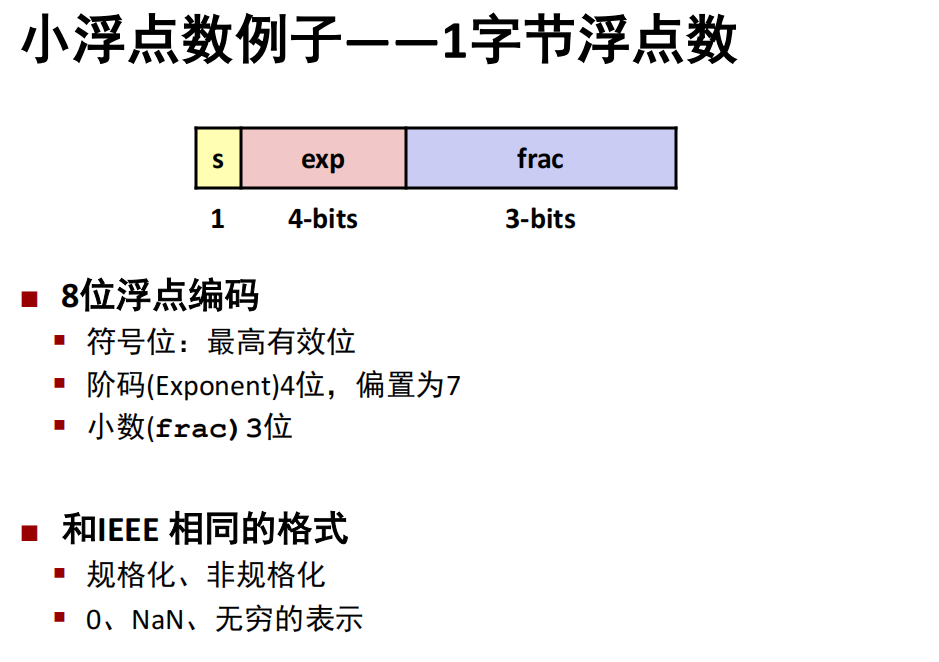 小浮点数例子——1字节浮点数
s exp frac
1 4-bits 3-bits
8位浮点编码
符号位：最高有效位
阶码(Exponent)4位，偏置为7
小数(frac)3位
和IEEE 相同的格式
规格化、非规格化
0、NaN、无穷的表示